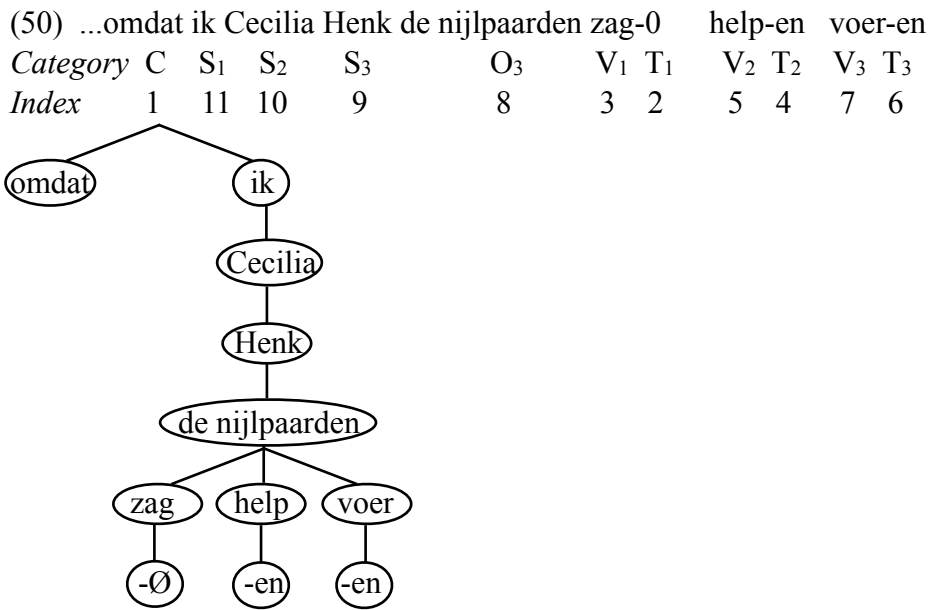 (50) ...omdat ik Cecilia Henk de nijlpaarden zag-0 help-en voer-en
Category C S₁ S₂ S₃ O₃ V₁ T₁ V₂ T₂ V₃ T₃
Index 1 11 10 9 8 3 2 5 4 7 6
omdat ik
Cecilia
Henk
de nijlpaarden
zag help voer
-Ø -en -en